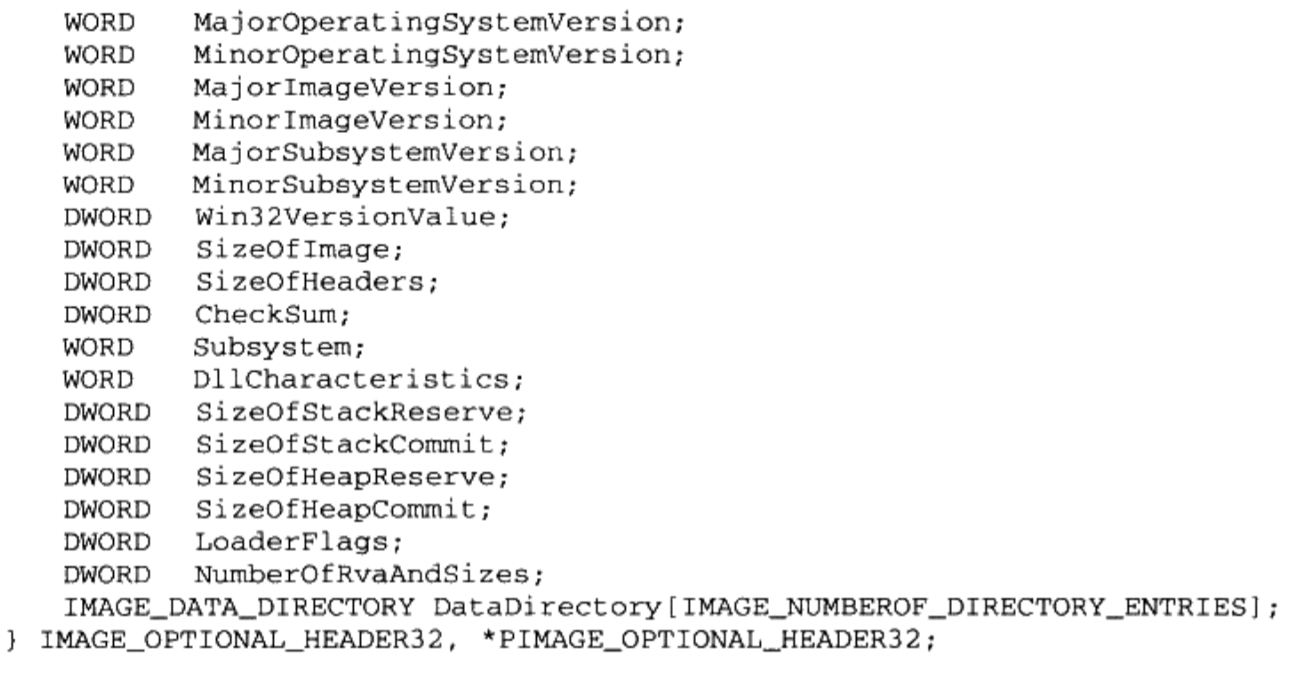 WORD MajorOperatingSystemVersion;
WORD MinorOperatingSystemVersion;
WORD MajorImageVersion;
WORD MinorImageVersion;
WORD MajorSubsystemVersion;
WORD MinorSubsystemVersion;
DWORD Win32VersionValue;
DWORD SizeOfImage;
DWORD SizeOfHeaders;
DWORD CheckSum;
WORD Subsystem;
WORD DllCharacteristics;
DWORD SizeOfStackReserve;
DWORD SizeOfStackCommit;
DWORD SizeOfHeapReserve;
DWORD SizeOfHeapCommit;
DWORD LoaderFlags;
DWORD NumberOfRvaAndSizes;
IMAGE_DATA_DIRECTORY DataDirectory[IMAGE_NUMBEROF_DIRECTORY_ENTRIES];
} IMAGE_OPTIONAL_HEADER32, *PIMAGE_OPTIONAL_HEADER32;